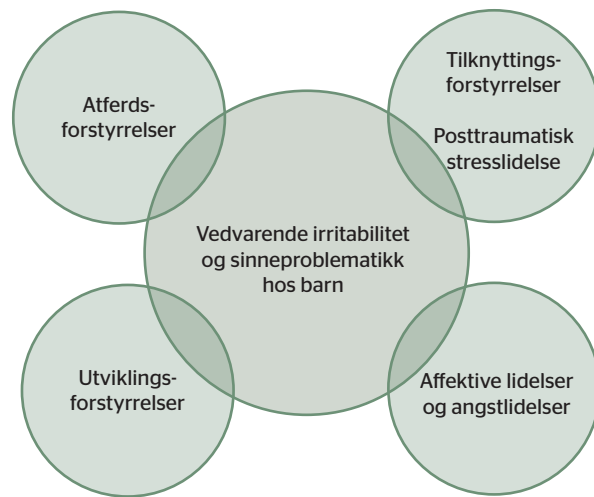 Atferds-
forstyrrelser
Tilknyttings-
forstyrrelser
Posttraumatisk
stresslidelse
Vedvarende irritabilitet
og sinneproblematikk
hos barn
Utviklings-
forstyrrelser
Affektive lidelser
og angstlidelser